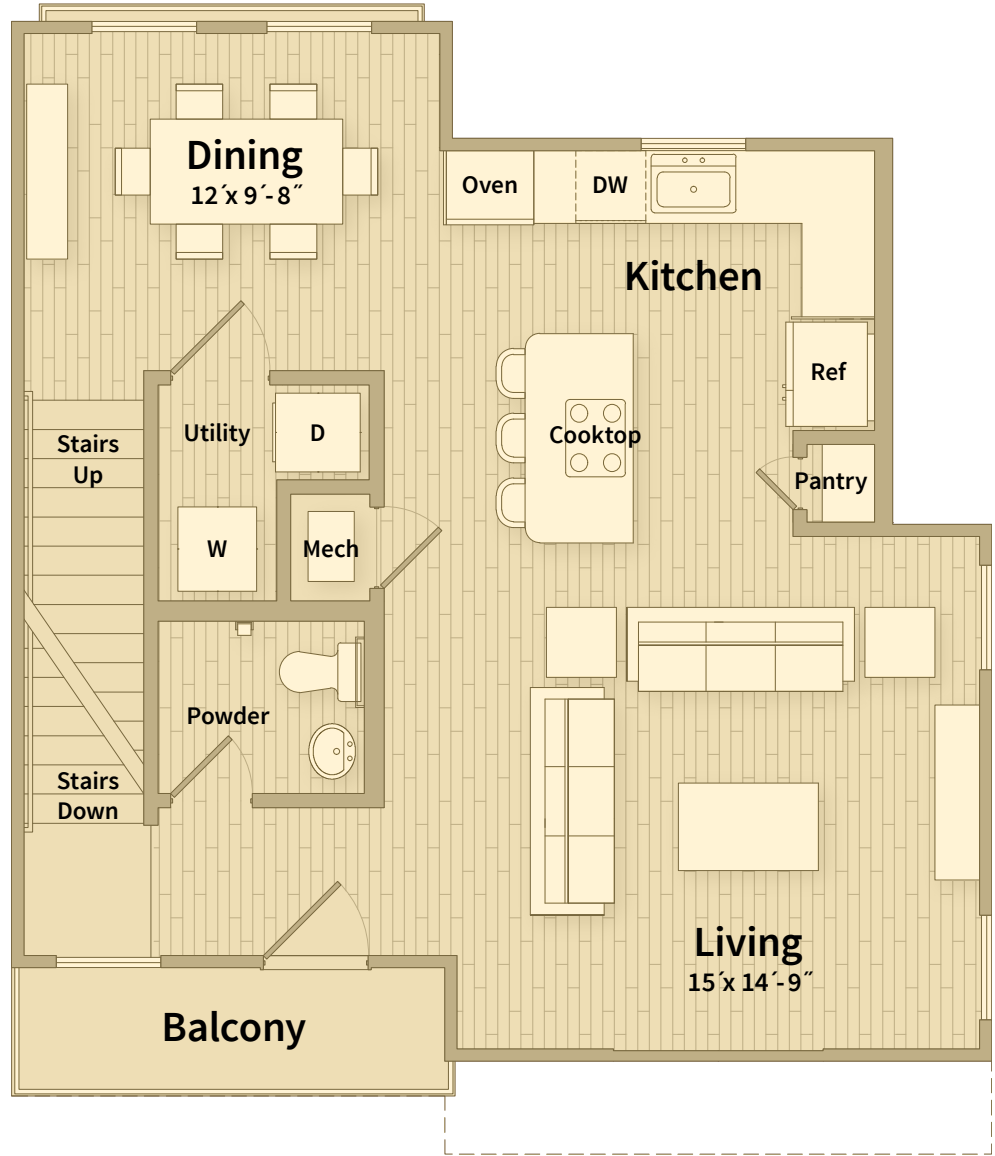 Dining
12´x 9´-8˝
Oven
DW
Kitchen
Ref
Stairs
Up
Utility
D
Cooktop
Pantry
W
Mech
Powder
Stairs
Down
Living
15´x 14´-9˝
Balcony